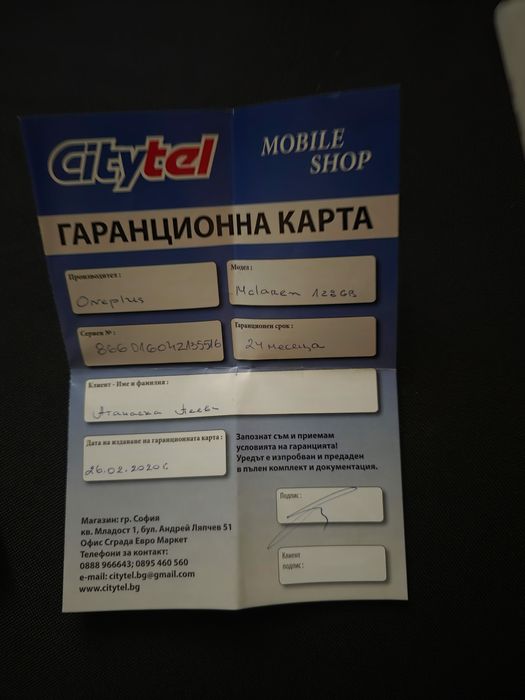 Citytel
MOBILE
SHOP
ГАРАНЦИОННА КАРТА
Производител :
Oneplus
Модел :
Mclaren 128GB
Сериен № :
Гаранционен срок :
24 месеца
Клиент - Име и фамилия :
Атанаска
Дата на издаване на гаранционната карта :
26.02.2020г
Запознат съм и приемам
условията на гаранцията!
Уредът е изпробван и предаден
в пълен комплект и документация.
Подпис :
Клиент
подпис :
Магазин: гр. София
кв. Младост 1, бул. Андрей Ляпчев 51
Офис Сграда Евро Маркет
Телефони за контакт:
0888 966643; 0895 460 560
e-mail: citytel.bg@gmail.com
www.citytel.bg